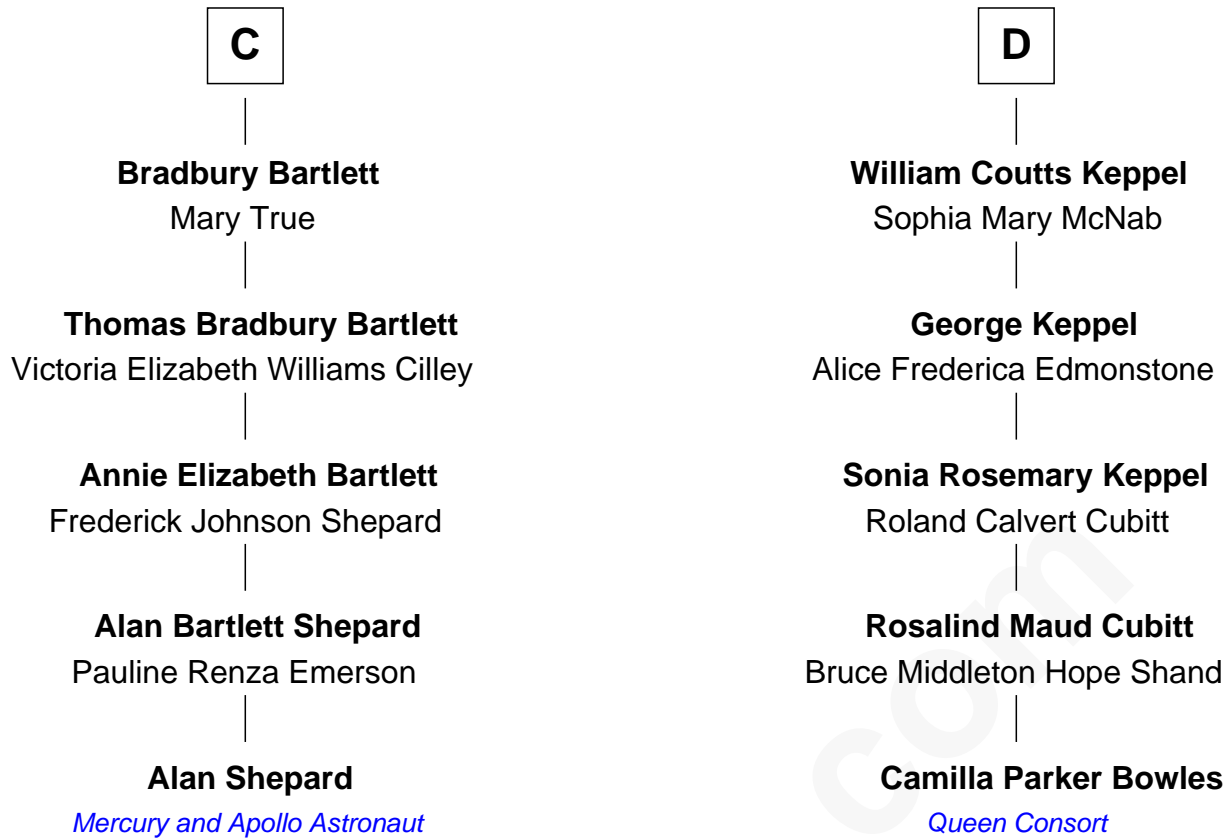 C
Bradbury Bartlett
Mary True
Thomas Bradbury Bartlett
Victoria Elizabeth Williams Cilley
Annie Elizabeth Bartlett
Frederick Johnson Shepard
Alan Bartlett Shepard
Pauline Renza Emerson
Alan Shepard
Mercury and Apollo Astronaut
D
William Coutts Keppel
Sophia Mary McNab
George Keppel
Alice Frederica Edmonstone
Sonia Rosemary Keppel
Roland Calvert Cubitt
Rosalind Maud Cubitt
Bruce Middleton Hope Shand
Camilla Parker Bowles
Queen Consort
com